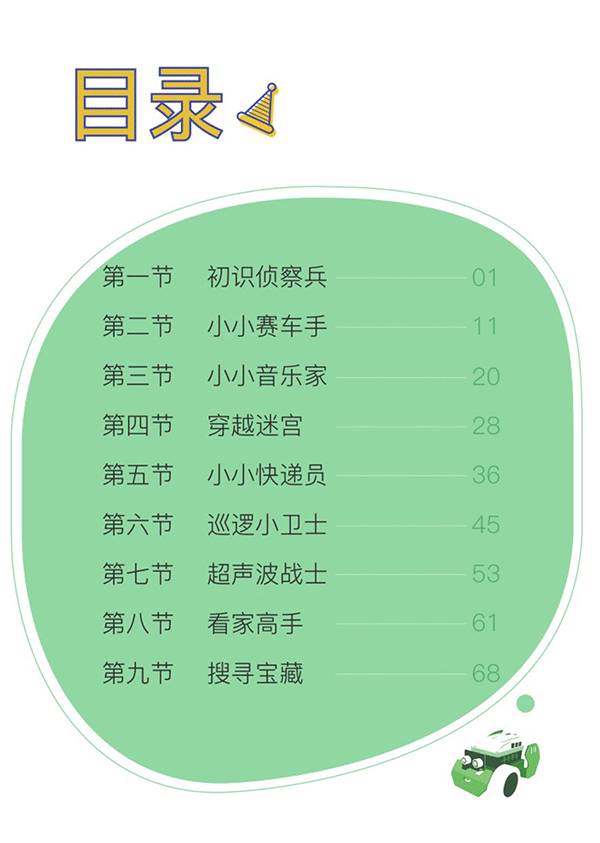 目录
第一节 初识侦察兵 01
第二节 小小赛车手 11
第三节 小小音乐家 20
第四节 穿越迷宫 28
第五节 小小快递员 36
第六节 巡逻小卫士 45
第七节 超声波战士 53
第八节 看家高手 61
第九节 搜寻宝藏 68